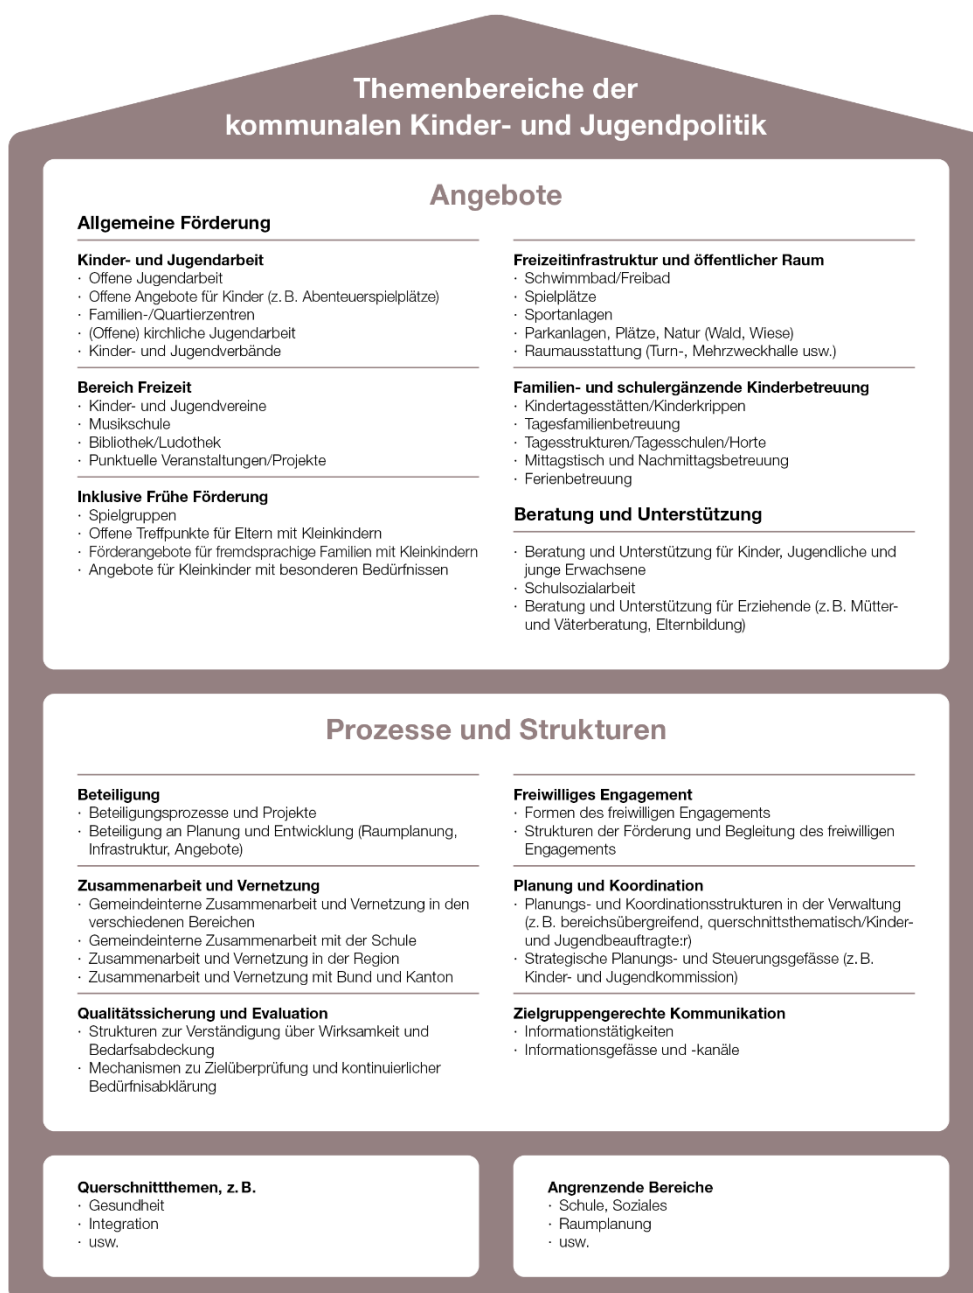 Themenbereiche der
kommunalen Kinder- und Jugendpolitik
Angebote
Allgemeine Förderung
Kinder- und Jugendarbeit
· Offene Jugendarbeit
· Offene Angebote für Kinder (z. B. Abenteuerspielplätze)
· Familien-/Quartierzentren
· (Offene) kirchliche Jugendarbeit
· Kinder- und Jugendverbände
Bereich Freizeit
· Kinder- und Jugendvereine
· Musikschule
· Bibliothek/Ludothek
· Punktuelle Veranstaltungen/Projekte
Inklusive Frühe Förderung
· Spielgruppen
· Offene Treffpunkte für Eltern mit Kleinkindern
· Förderangebote für fremdsprachige Familien mit Kleinkindern
· Angebote für Kleinkinder mit besonderen Bedürfnissen
Freizeitinfrastruktur und öffentlicher Raum
· Schwimmbad/Freibad
· Spielplätze
· Sportanlagen
· Parkanlagen, Plätze, Natur (Wald, Wiese)
· Raumausstattung (Turn-, Mehrzweckhalle usw.)
Familien- und schulergänzende Kinderbetreuung
· Kindertagesstätten/Kinderkrippen
· Tagesfamilienbetreuung
· Tagesstrukturen/Tagesschulen/Horte
· Mittagstisch und Nachmittagsbetreuung
· Ferienbetreuung
Beratung und Unterstützung
· Beratung und Unterstützung für Kinder, Jugendliche und
junge Erwachsene
· Schulsozialarbeit
· Beratung und Unterstützung für Erziehende (z. B. Mütter-
und Väterberatung, Elternbildung)
Prozesse und Strukturen
Beteiligung
· Beteiligungsprozesse und Projekte
· Beteiligung an Planung und Entwicklung (Raumplanung,
Infrastruktur, Angebote)
Zusammenarbeit und Vernetzung
· Gemeindeinterne Zusammenarbeit und Vernetzung in den
verschiedenen Bereichen
· Gemeindeinterne Zusammenarbeit mit der Schule
· Zusammenarbeit und Vernetzung in der Region
· Zusammenarbeit und Vernetzung mit Bund und Kanton
Qualitätssicherung und Evaluation
· Strukturen zur Verständigung über Wirksamkeit und
Bedarfsabdeckung
· Mechanismen zu Zielüberprüfung und kontinuierlicher
Bedürfnisabklärung
Freiwilliges Engagement
· Formen des freiwilligen Engagements
· Strukturen der Förderung und Begleitung des freiwilligen
Engagements
Planung und Koordination
· Planungs- und Koordinationsstrukturen in der Verwaltung
(z. B. bereichsübergreifend, querschnittsthematisch/Kinder-
und Jugendbeauftragte:r)
· Strategische Planungs- und Steuerungsgefässe (z. B.
Kinder- und Jugendkommission)
Zielgruppengerechte Kommunikation
· Informationstätigkeiten
· Informationsgefässe und -kanäle
Querschnittthemen, z. B.
· Gesundheit
· Integration
· usw.
Angrenzende Bereiche
· Schule, Soziales
· Raumplanung
· usw.